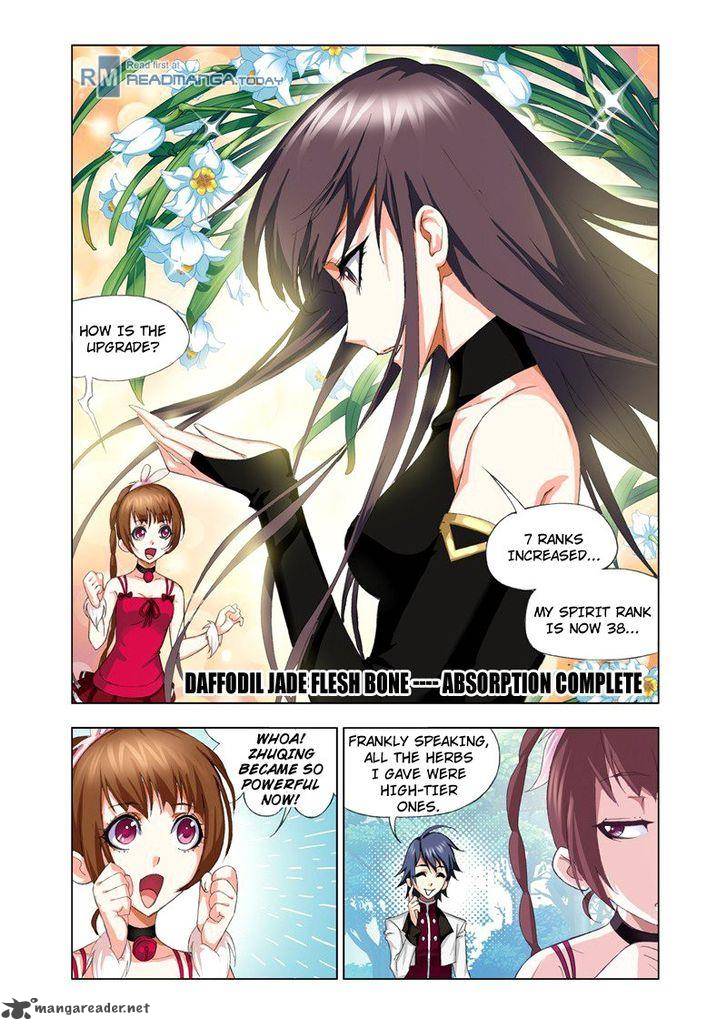 Read first at
RM READMANGA.TODAY
HOW IS THE
UPGRADE?
7 RANKS
INCREASED...
MY SPIRIT RANK
IS NOW 38...
DAFFODIL JADE FLESH BONE ---- ABSORPTION COMPLETE
WHOA!
ZHUQING
BECAME SO
POWERFUL
NOW!
FRANKLY SPEAKING,
ALL THE HERBS
I GAVE WERE
HIGH-TIER
ONES.
mangareader.net